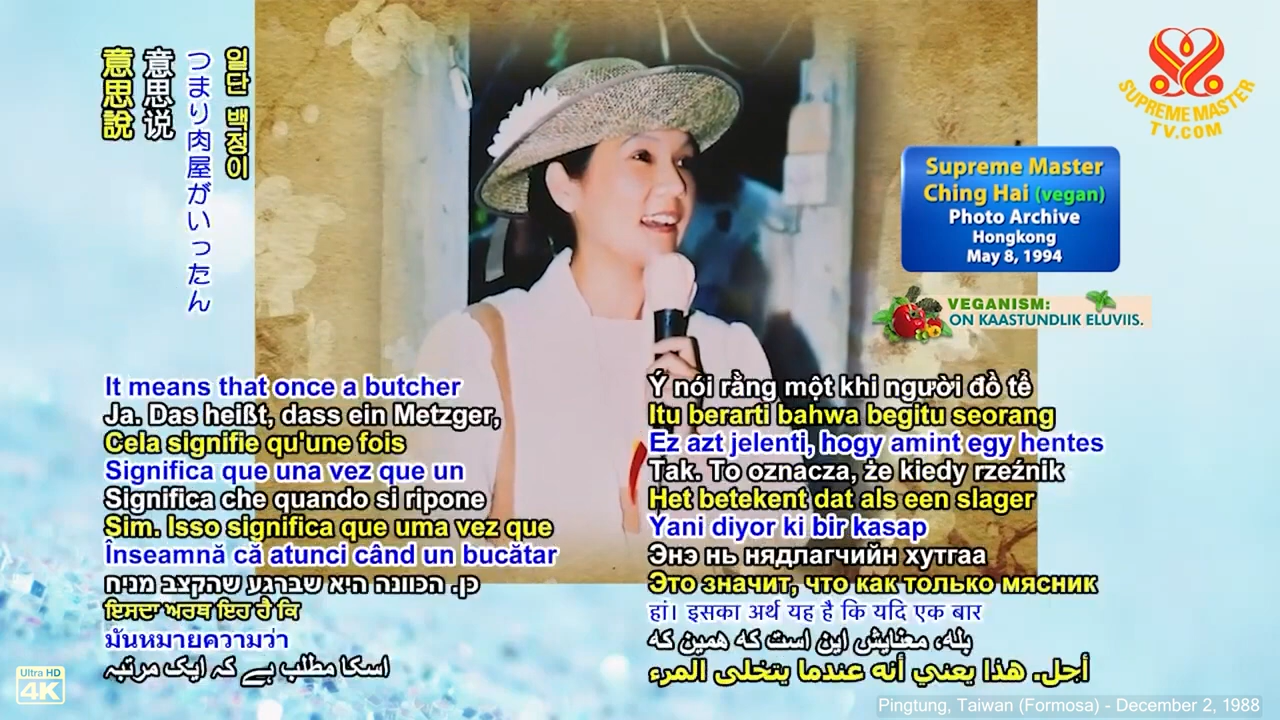 意思說
意思说
つまり肉屋がいったん
일단 백정이
SUPREME MASTER
TV.COM
Supreme Master
Ching Hai (vegan)
Photo Archive
Hongkong
May 8, 1994
VEGANISM:
ON KAASTUNDLIK ELUVIIS.
It means that once a butcher
Ja. Das heißt, dass ein Metzger,
Cela signifie qu'une fois
Significa que una vez que un
Significa che quando si ripone
Sim. Isso significa que uma vez que
Înseamnă că atunci când un bucătar
כן. הכוונה היא שברגע שהקצב מניח
ਇਸਦਾ ਅਰਥ ਇਹ ਹੈ ਕਿ
มันหมายความว่า
اسکا مطلب ہے کہ ایک مرتبہ
Ý nói rằng một khi người đồ tể
Itu berarti bahwa begitu seorang
Ez azt jelenti, hogy amint egy hentes
Tak. To oznacza, że kiedy rzeźnik
Het betekent dat als een slager
Yani diyor ki bir kasap
Энэ нь нядлагчийн хутгаа
Это значит, что как только мясник
हां। इसका अर्थ यह है कि यदि एक बार
بله، معنایش این است که همین که
أجل. هذا يعني أنه عندما يتخلى المرء
Ultra HD
4K
Pingtung, Taiwan (Formosa) - December 2, 1988